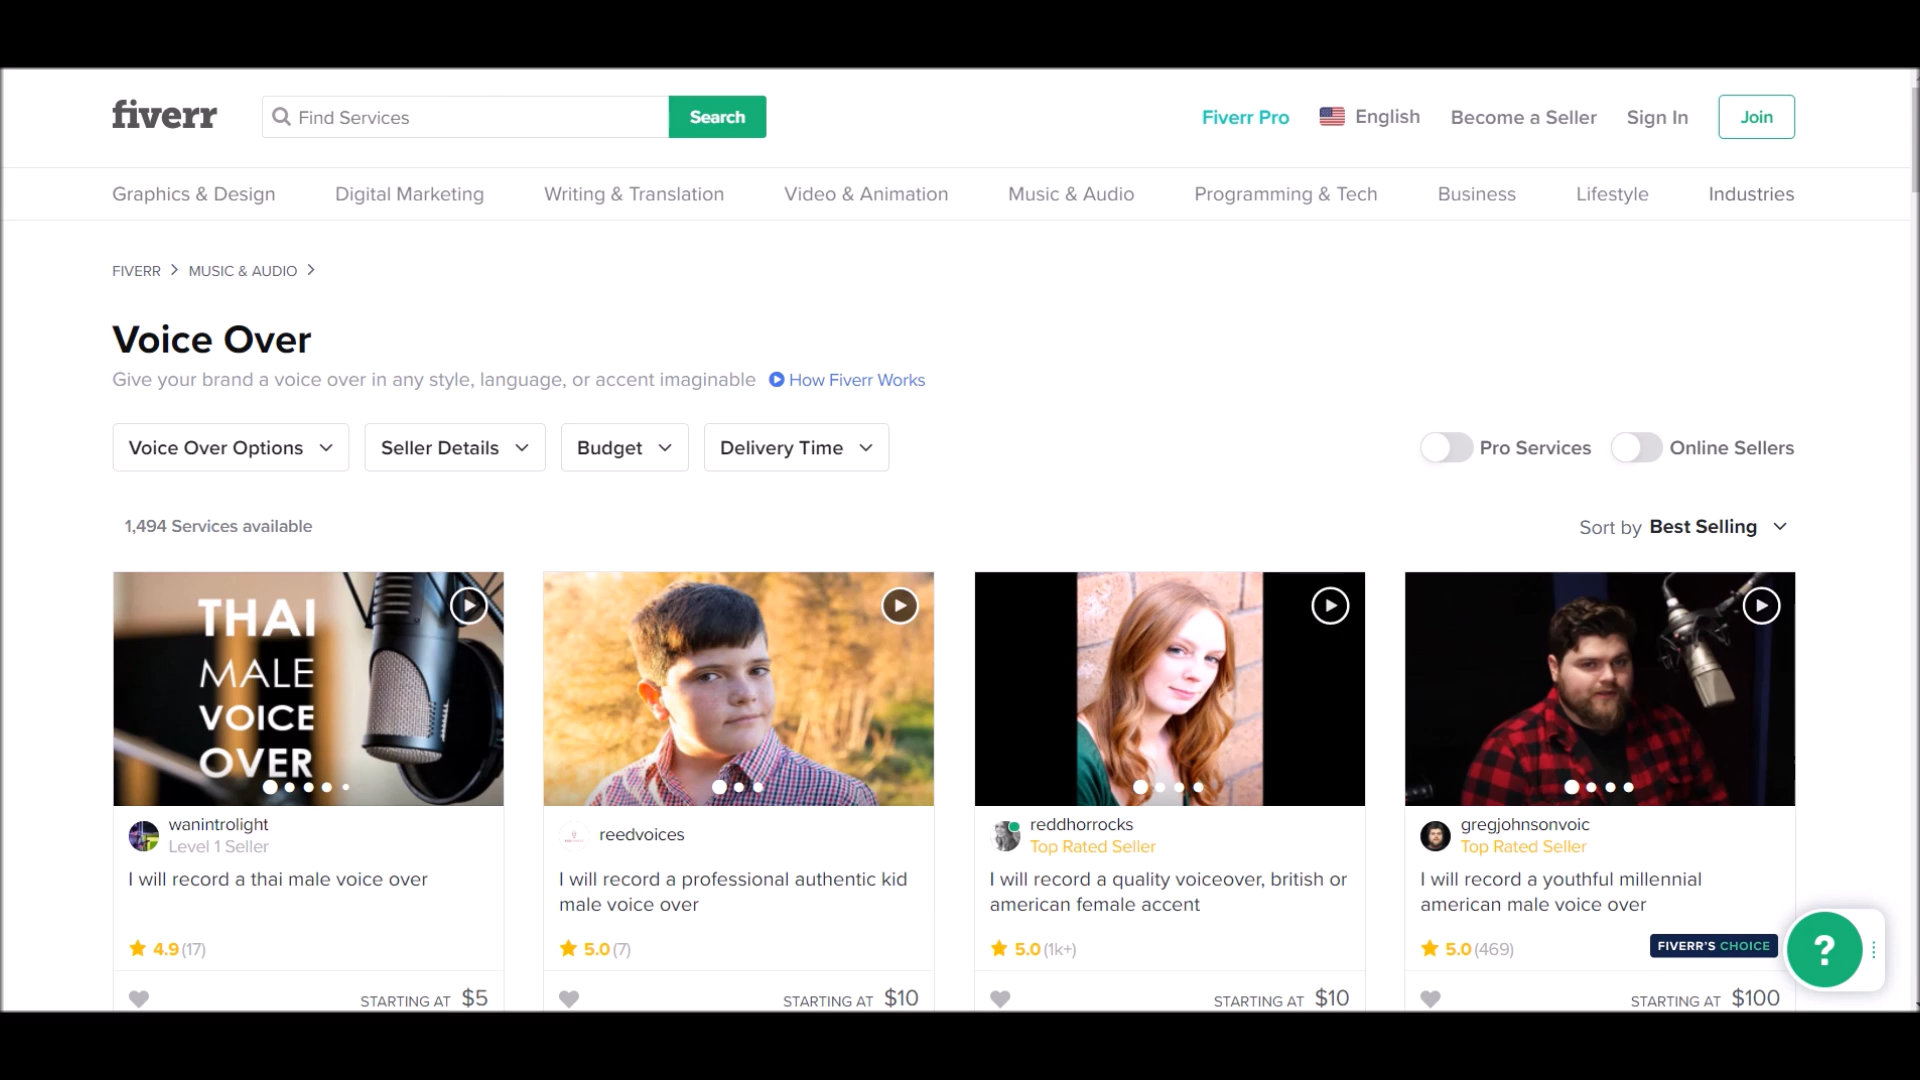 fiverr
Find Services
Search
Fiverr Pro
English
Become a Seller
Sign In
Join
Graphics & Design
Digital Marketing
Writing & Translation
Video & Animation
Music & Audio
Programming & Tech
Business
Lifestyle
Industries
FIVERR > MUSIC & AUDIO >
Voice Over
Give your brand a voice over in any style, language, or accent imaginable
How Fiverr Works
Voice Over Options
Seller Details
Budget
Delivery Time
Pro Services
Online Sellers
1,494 Services available
Sort by Best Selling
THAI
MALE
VOICE
OVER
wanintrolight
Level 1 Seller
I will record a thai male voice over
4.9 (17)
STARTING AT $5
reedvoices
I will record a professional authentic kid
male voice over
5.0 (7)
STARTING AT $10
reddhorrocks
Top Rated Seller
I will record a quality voiceover, british or
american female accent
5.0 (1k+)
STARTING AT $10
gregjohnsonvoic
Top Rated Seller
I will record a youthful millennial
american male voice over
5.0 (469)
FIVERR'S CHOICE
STARTING AT $100
?